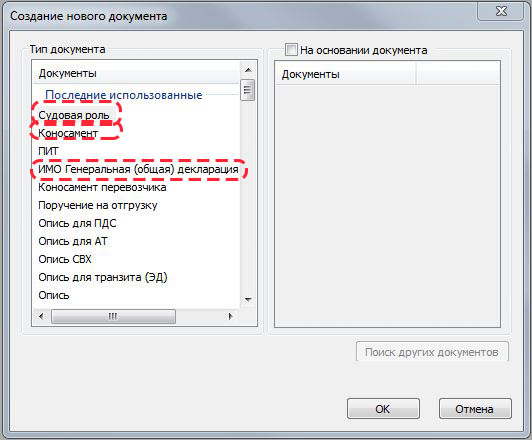 Создание нового документа
Тип документа
На основании документа
Документы
Документы
Последние использованные
Судовая роль
Коносамент
ПИТ
ИМО Генеральная (общая) декларация
Коносамент перевозчика
Поручение на отгрузку
Опись для ПДС
Опись для АТ
Опись СВХ
Опись для транзита (ЭД)
Опись
Поиск других документов
ОК
Отмена